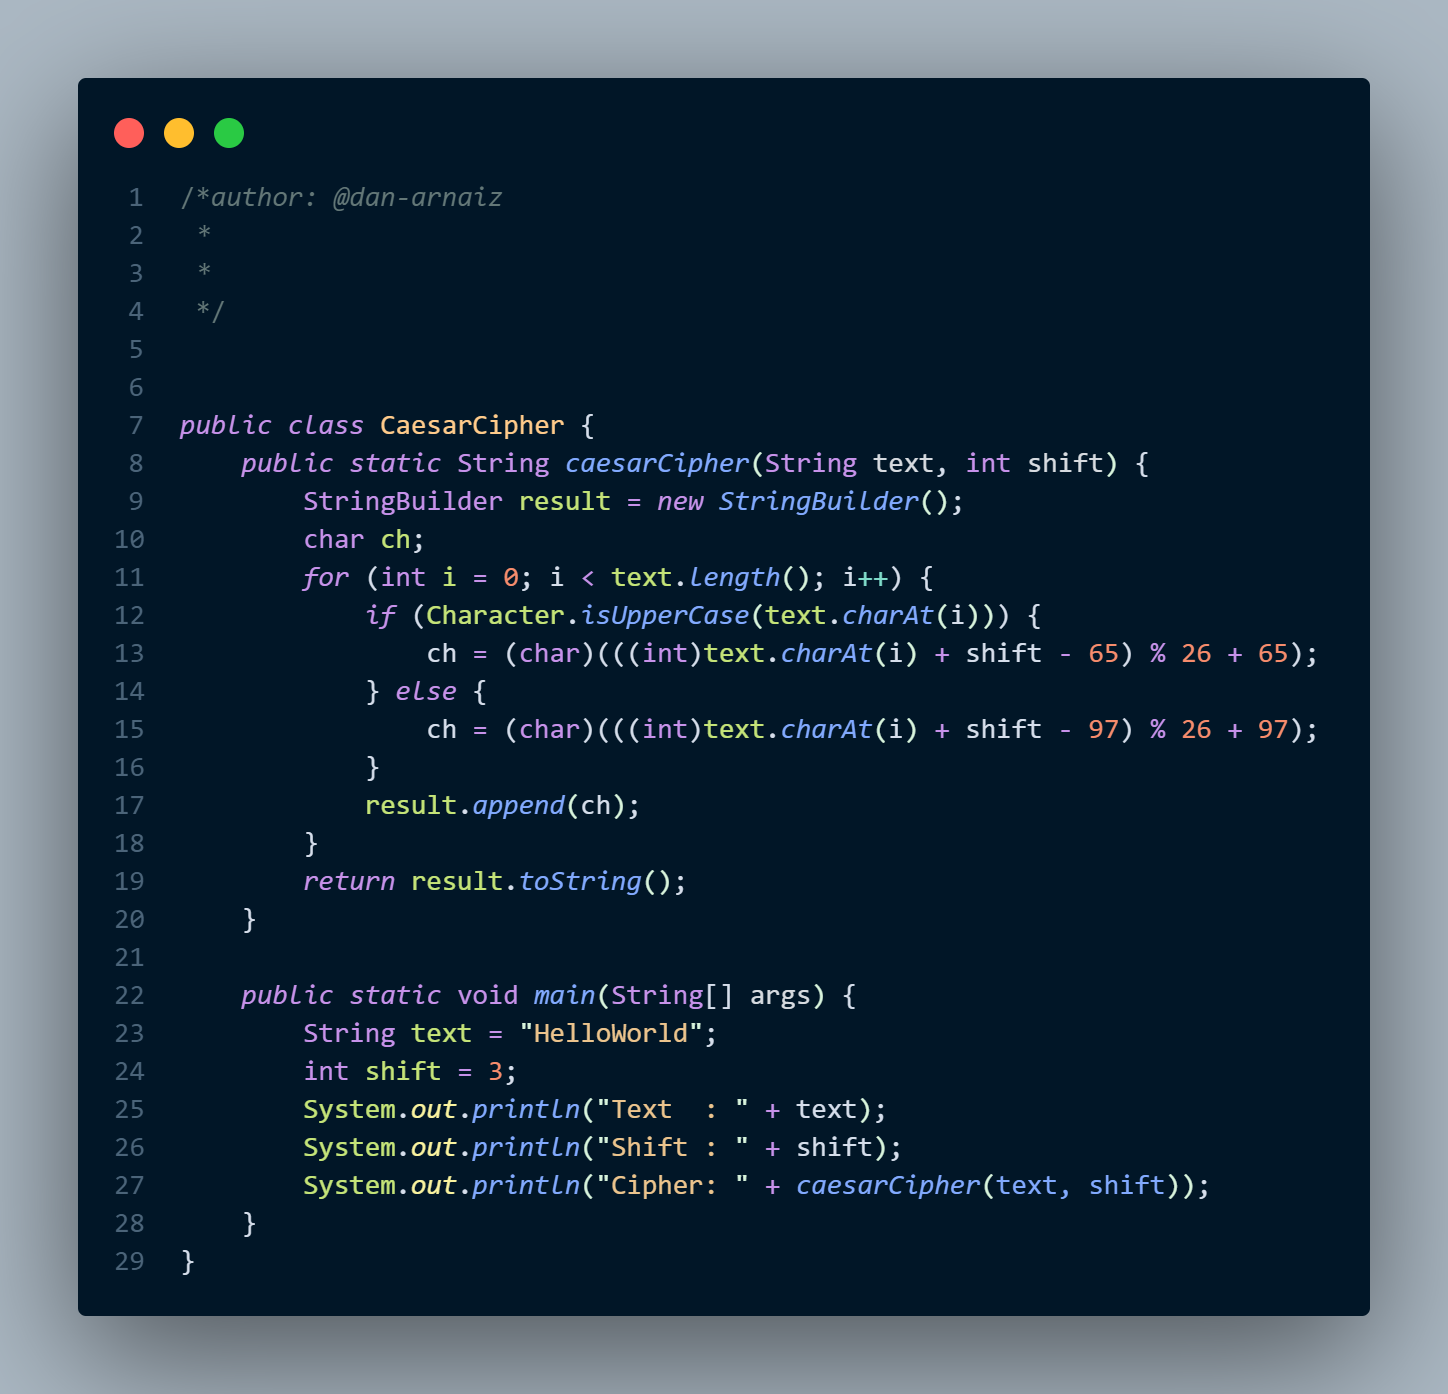 1 /*author: @dan-arnaiz
2  *
3  *
4  */
5
6
7 public class CaesarCipher {
8     public static String caesarCipher(String text, int shift) {
9         StringBuilder result = new StringBuilder();
10         char ch;
11         for (int i = 0; i < text.length(); i++) {
12             if (Character.isUpperCase(text.charAt(i))) {
13                 ch = (char)(((int)text.charAt(i) + shift - 65) % 26 + 65);
14             } else {
15                 ch = (char)(((int)text.charAt(i) + shift - 97) % 26 + 97);
16             }
17             result.append(ch);
18         }
19         return result.toString();
20     }
21
22     public static void main(String[] args) {
23         String text = "HelloWorld";
24         int shift = 3;
25         System.out.println("Text  : " + text);
26         System.out.println("Shift : " + shift);
27         System.out.println("Cipher: " + caesarCipher(text, shift));
28     }
29 }